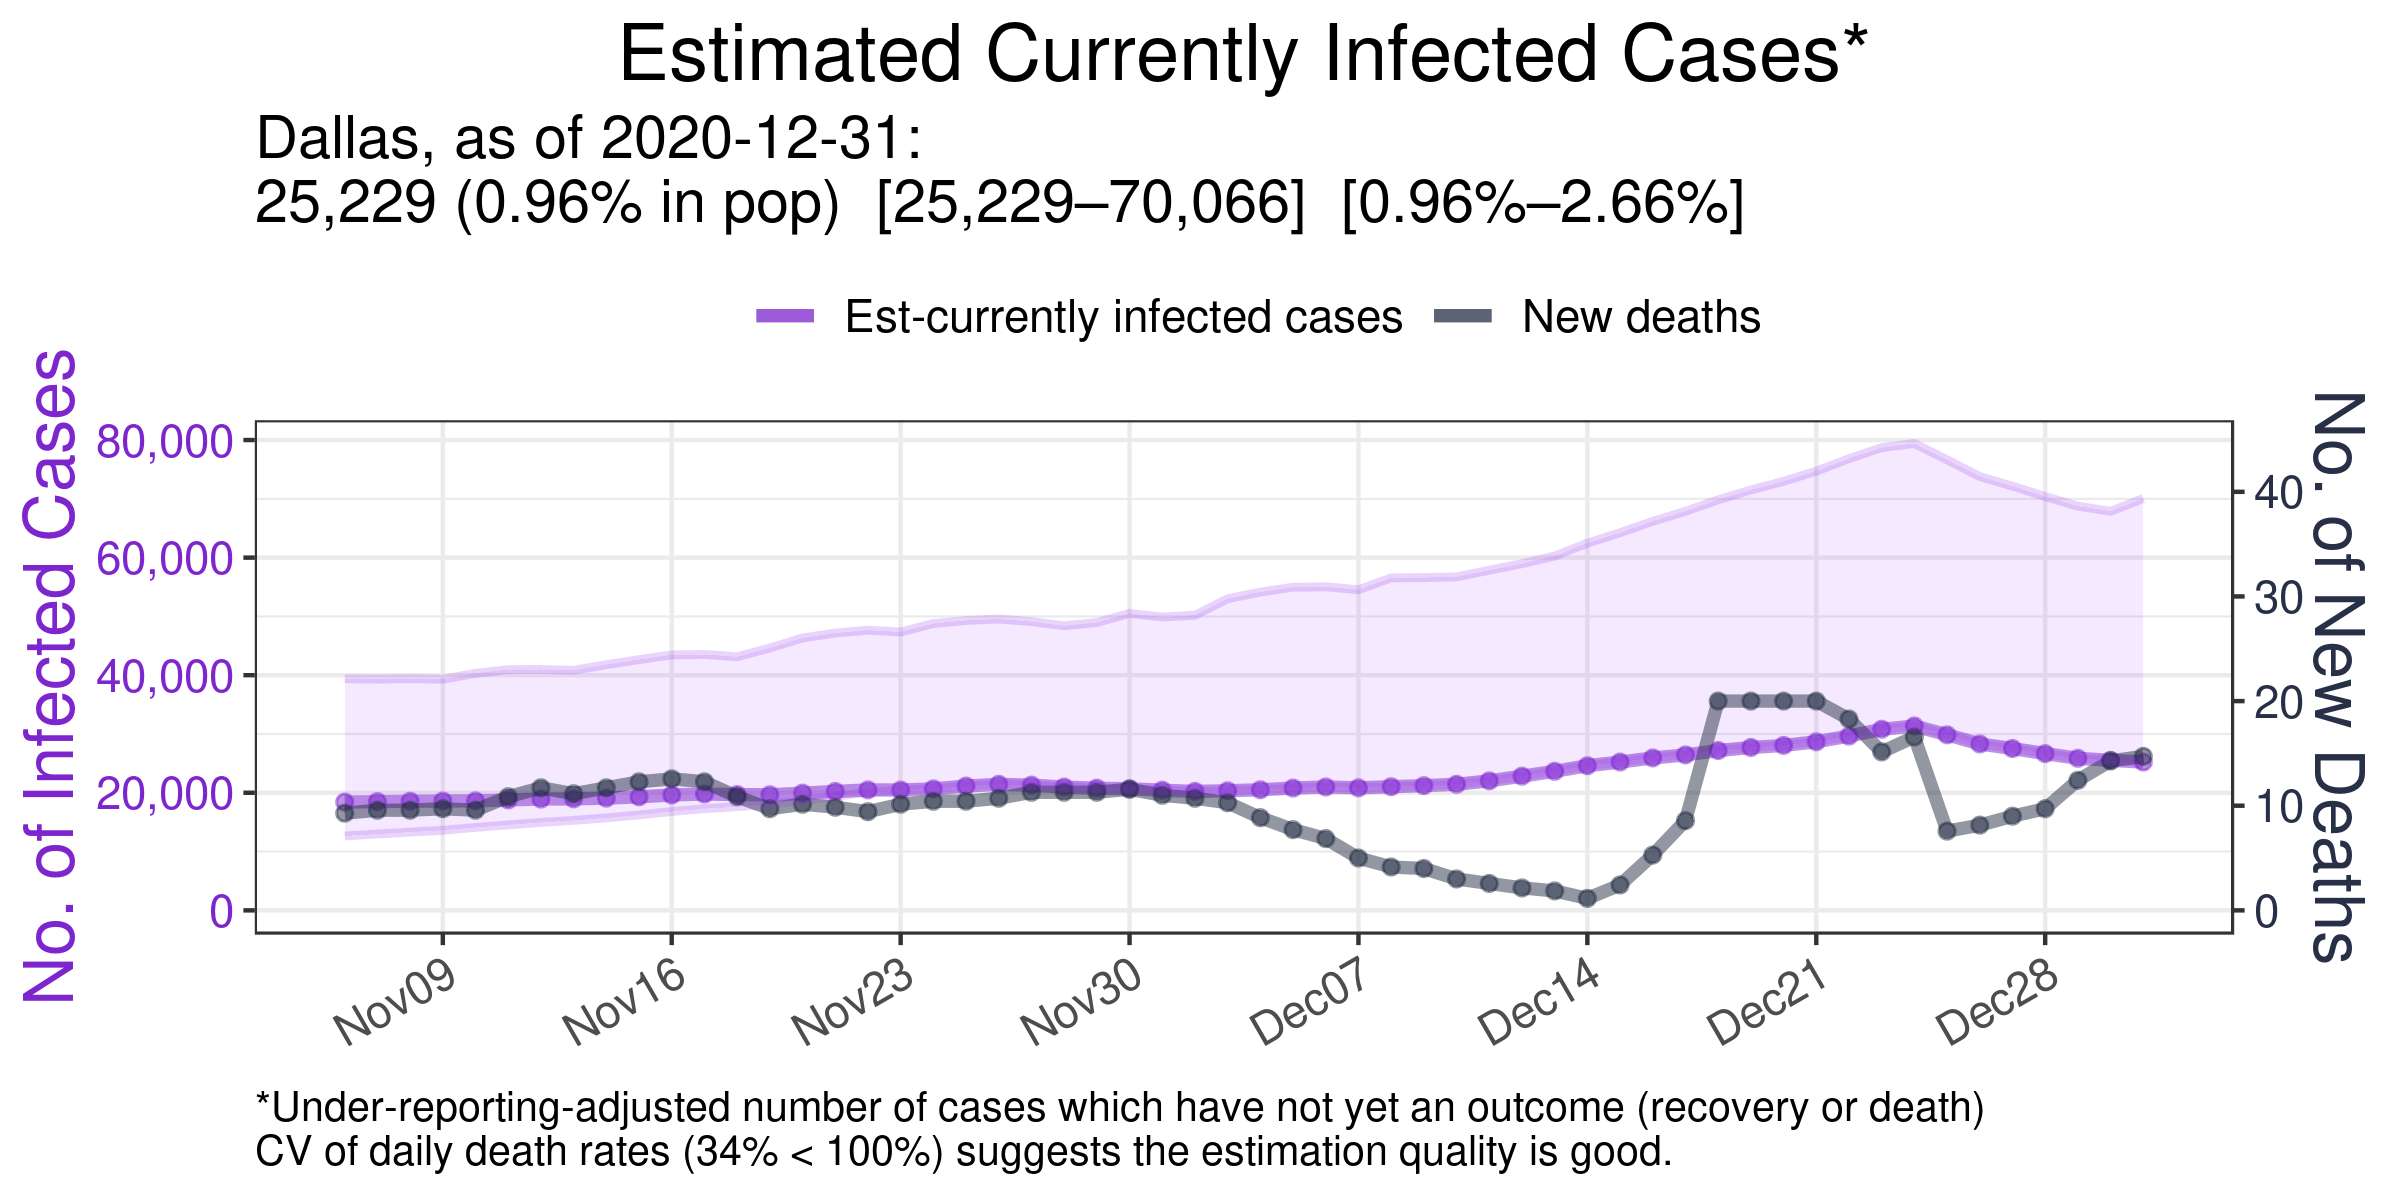 Estimated Currently Infected Cases*
Dallas, as of 2020-12-31:
25,229 (0.96% in pop)  [25,229–70,066]  [0.96%–2.66%]
Est-currently infected cases
New deaths
No. of Infected Cases
80,000
60,000
40,000
20,000
0
40
30
20
10
0
No. of New Deaths
Nov09
Nov16
Nov23
Nov30
Dec07
Dec14
Dec21
Dec28
*Under-reporting-adjusted number of cases which have not yet an outcome (recovery or death)
CV of daily death rates (34% < 100%) suggests the estimation quality is good.